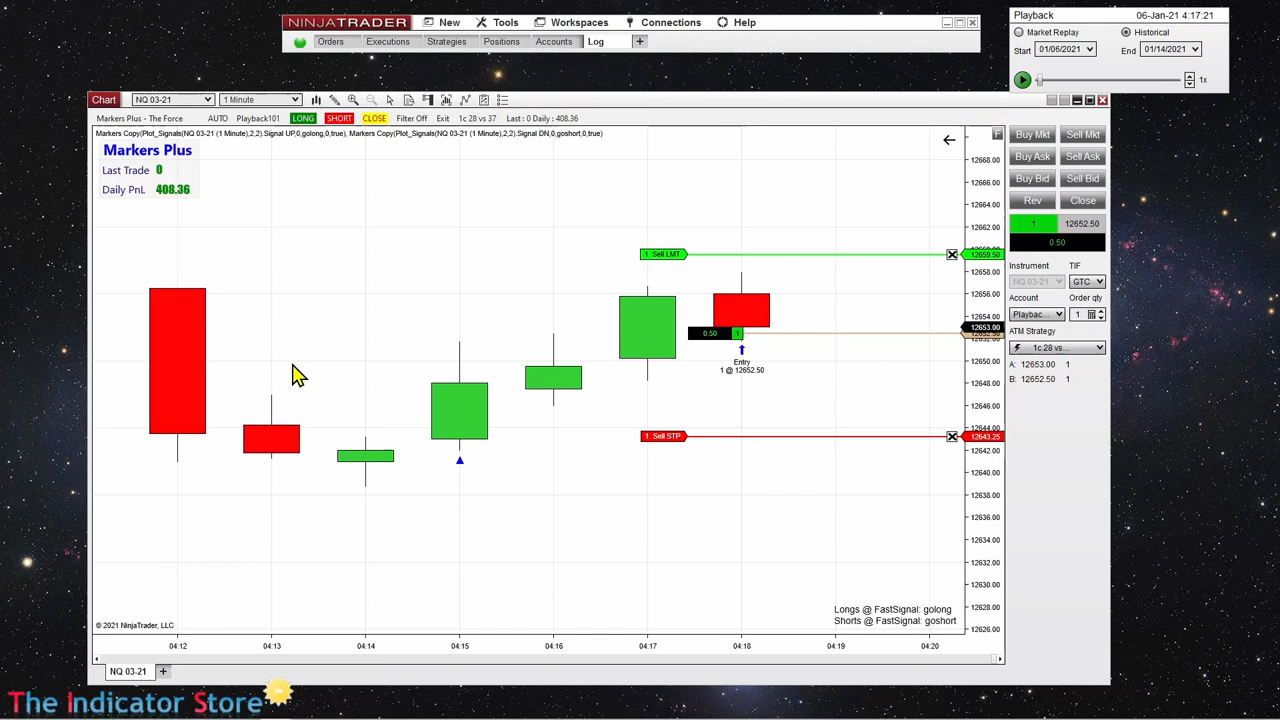 NINJATRADER New Tools Workspaces Connections Help
Orders Executions Strategies Positions Accounts Log +
Playback 06-Jan-21 4:17:21
Market Replay Historical
Start 01/06/2021 End 01/14/2021
1x
Chart NQ 03-21 1 Minute
Markers Plus - The Force AUTO Playback101 LONG SHORT CLOSE Filter Off Exit 1c 28 vs 37 Last : 0 Daily : 408.36
Markers Copy(Plot_Signals(NQ 03-21 (1 Minute),2,2).Signal UP,0,golong,0,true), Markers Copy(Plot_Signals(NQ 03-21 (1 Minute),2,2).Signal DN,0,goshort,0,true)
F
Markers Plus
Last Trade 0
Daily PnL 408.36
12668.00
12666.00
12664.00
12662.00
1 Sell LMT
12659.50
12658.00
12656.00
12654.00
12653.00
0.50 1
Entry
1 @ 12652.50
12650.00
12648.00
12646.00
12644.00
1 Sell STP
12643.25
12642.00
12640.00
12638.00
12636.00
12634.00
12632.00
12630.00
12628.00
12626.00
Longs @ FastSignal: golong
Shorts @ FastSignal: goshort
© 2021 NinjaTrader, LLC
04:12 04:13 04:14 04:15 04:16 04:17 04:18 04:19 04:20
NQ 03-21 +
Buy Mkt Sell Mkt
Buy Ask Sell Ask
Buy Bid Sell Bid
Rev Close
1 12652.50
0.50
Instrument TIF
NQ 03-21 GTC
Account Order qty
Playbac... 1
ATM Strategy
1c 28 vs...
A: 12653.00 1
B: 12652.50 1
The Indicator Store